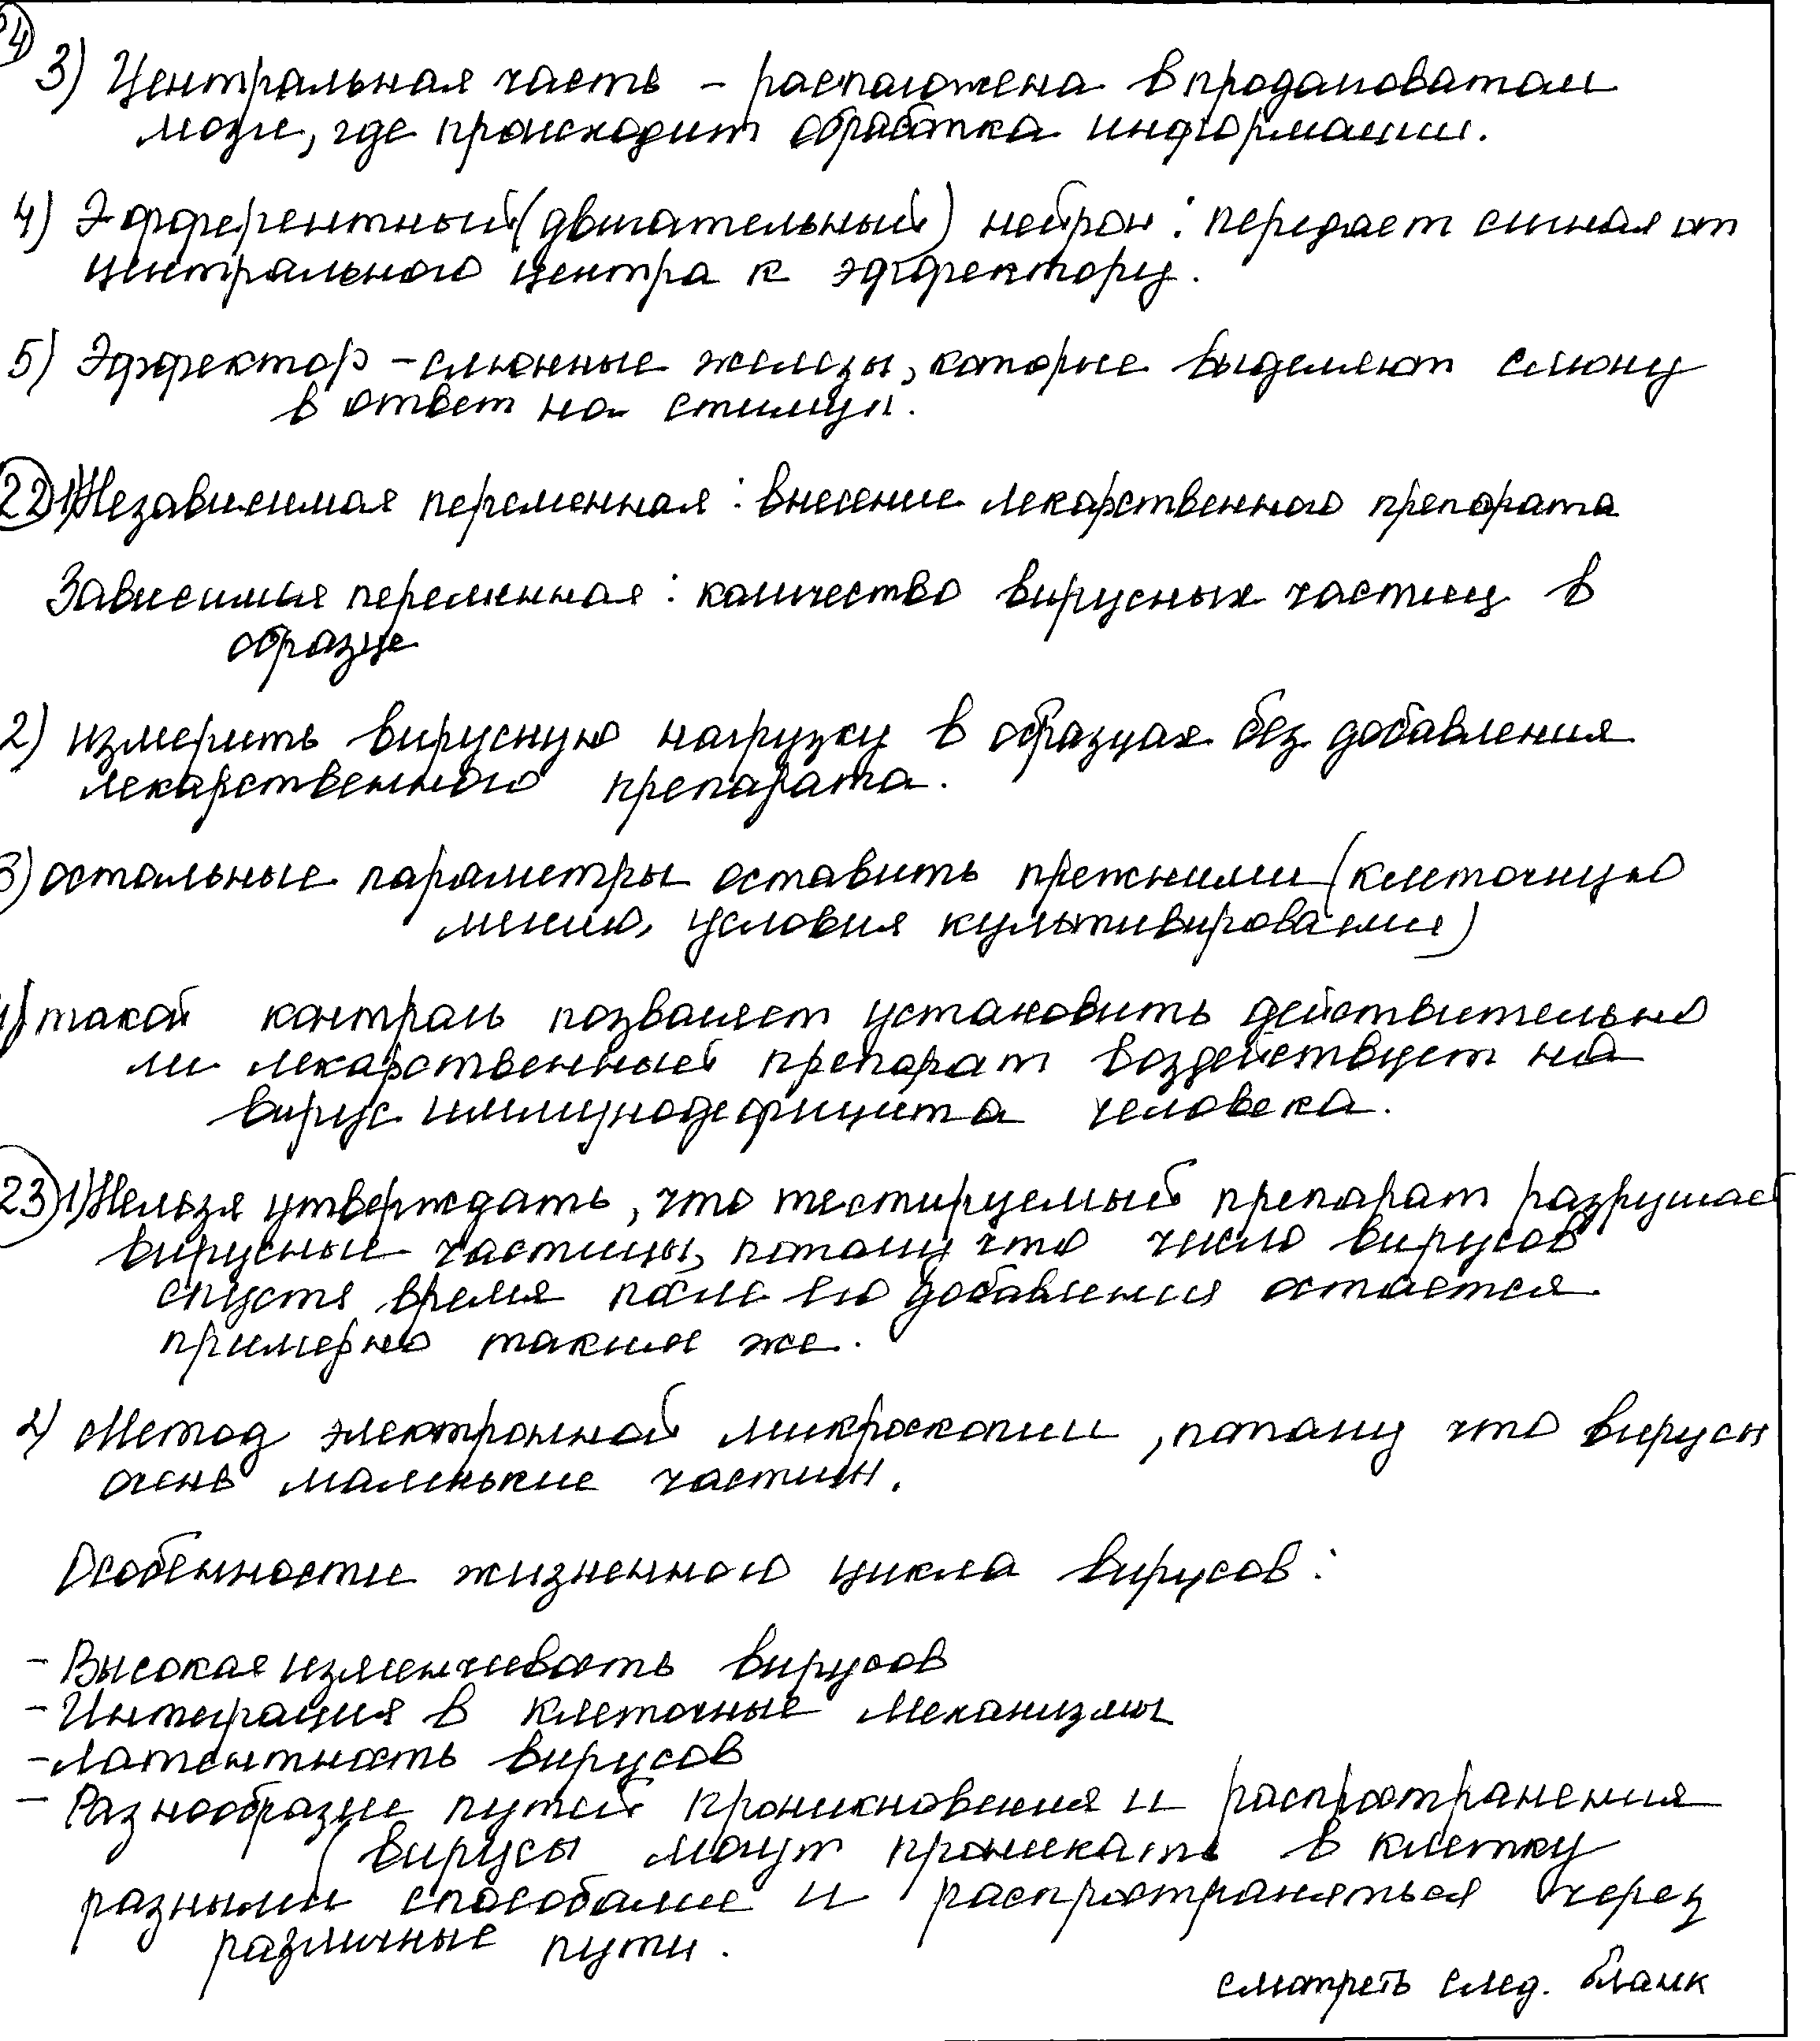 24
3) Центральная часть – расположена в продолговатом
мозге, где происходит обработка информации.
4) Эфферентный (двигательный) нейрон: передает сигнал от
центрального центра к эффектору.
5) Эффектор – слюнные железы, которые выделяют слюну
в ответ на стимул.
22 1) Независимая переменная: внесение лекарственного препарата
Зависимая переменная: количество вирусных частиц в
образце
2) измерить вирусную нагрузку в образцах без добавления
лекарственного препарата.
3) остальные параметры оставить прежними (клеточную
линию, условия культивирования)
4) такой контроль позволяет установить действительно
ли лекарственный препарат воздействует на
вирус иммунодефицита человека.
23 1) Нельзя утверждать, что тестируемый препарат разрушает
вирусные частицы, потому что число вирусов
спустя время после его добавления остается
примерно таким же.
2) Метод электронной микроскопии, потому что вирусы
очень маленькие частицы.
Особенности жизненного цикла вирусов:
- Высокая изменчивость вирусов
- Интеграция в клеточные механизмы
- Латентность вирусов
- Разнообразие путей проникновения и распространения
(вирусы могут проникать в клетку
разными способами и распространяться через
различные пути.
смотреть след. бланк